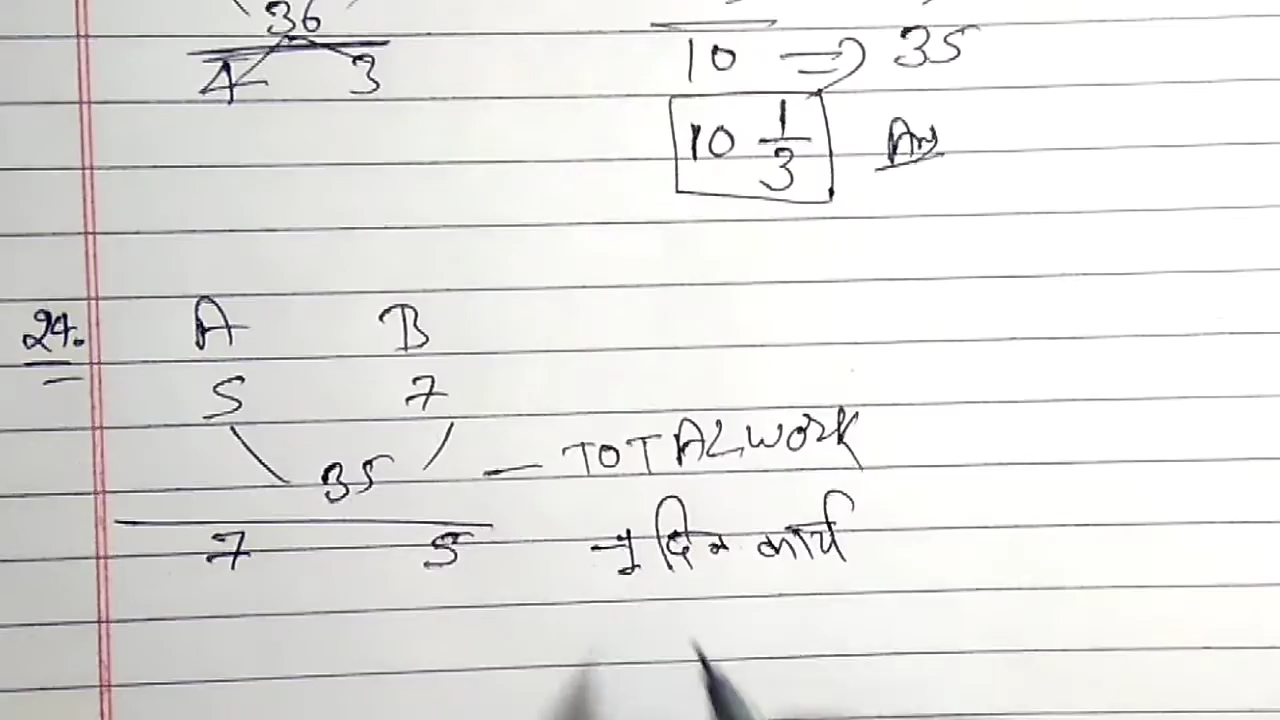 36
4 3
10 ⇒ 35
10 1/3 Ans
24. A B
5 7
35 — TOTAL WORK
7 5 → 1 दिन कार्य